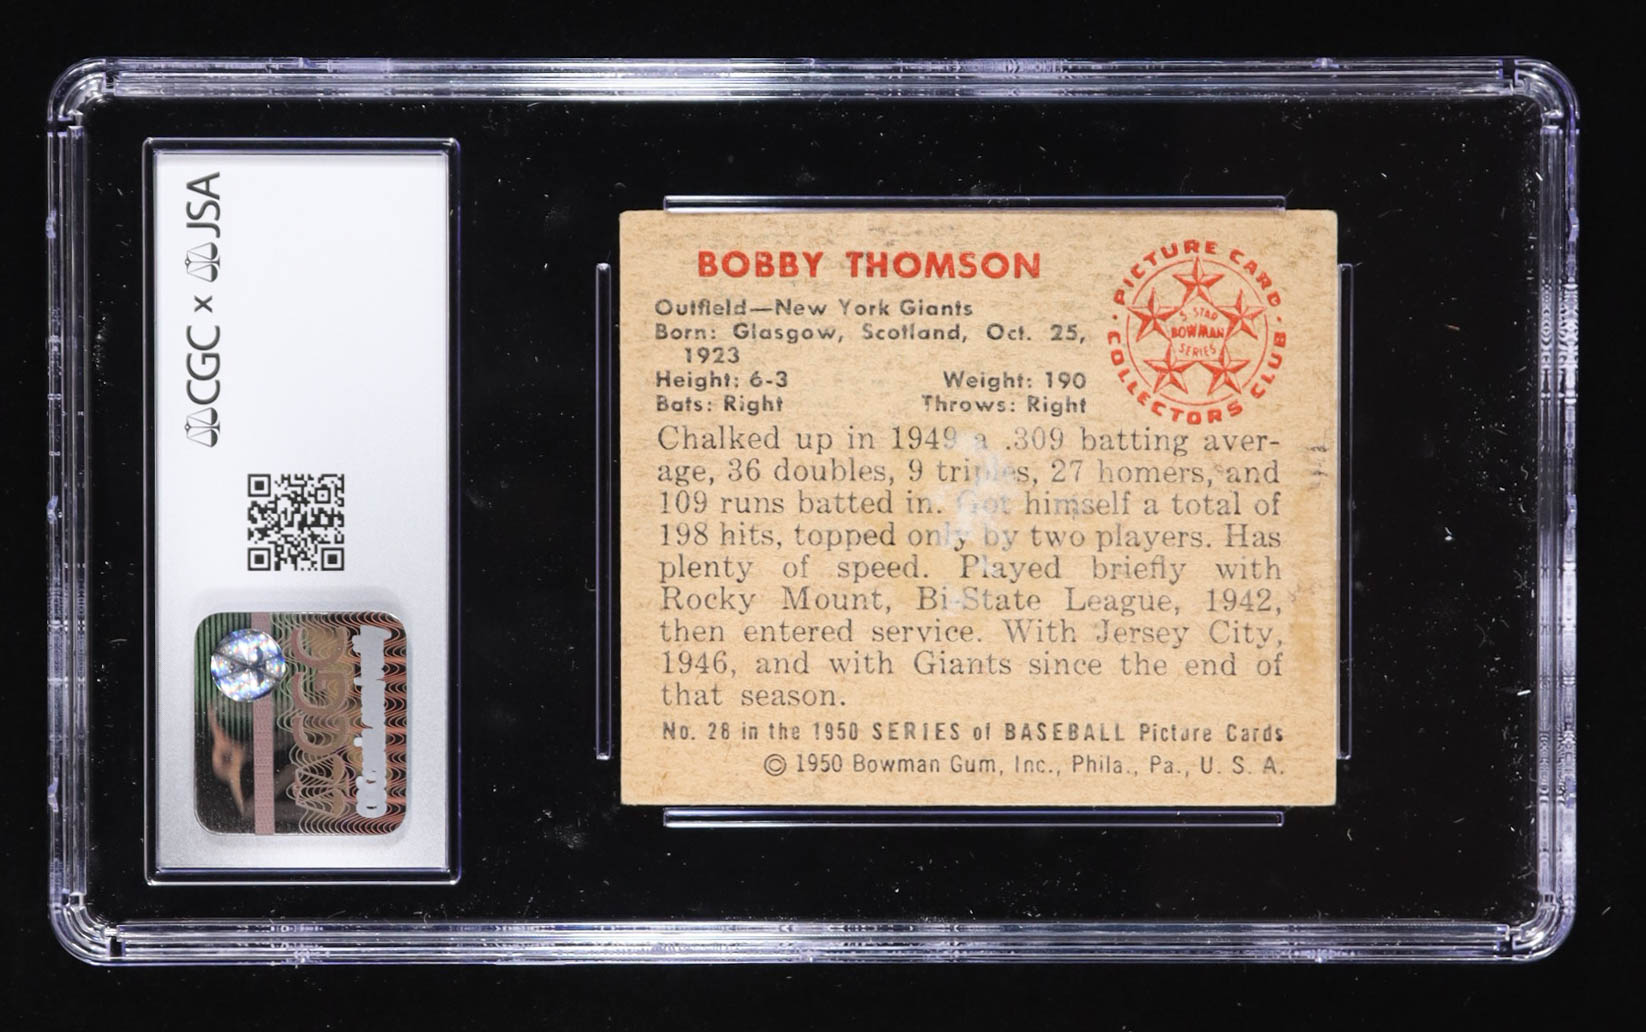 CGC x JSA
BOBBY THOMSON
Outfield—New York Giants
Born: Glasgow, Scotland, Oct. 25,
1923
Height: 6-3 Weight: 190
Bats: Right Throws: Right
PICTURE CARD
COLLECTORS CLUB
5 STAR
BOWMAN
SERIES
Chalked up in 1949 a .309 batting aver-
age, 36 doubles, 9 triples, 27 homers, and
109 runs batted in. Got himself a total of
198 hits, topped only by two players. Has
plenty of speed. Played briefly with
Rocky Mount, Bi-State League, 1942,
then entered service. With Jersey City,
1946, and with Giants since the end of
that season.
No. 28 in the 1950 SERIES of BASEBALL Picture Cards
© 1950 Bowman Gum, Inc., Phila., Pa., U. S. A.